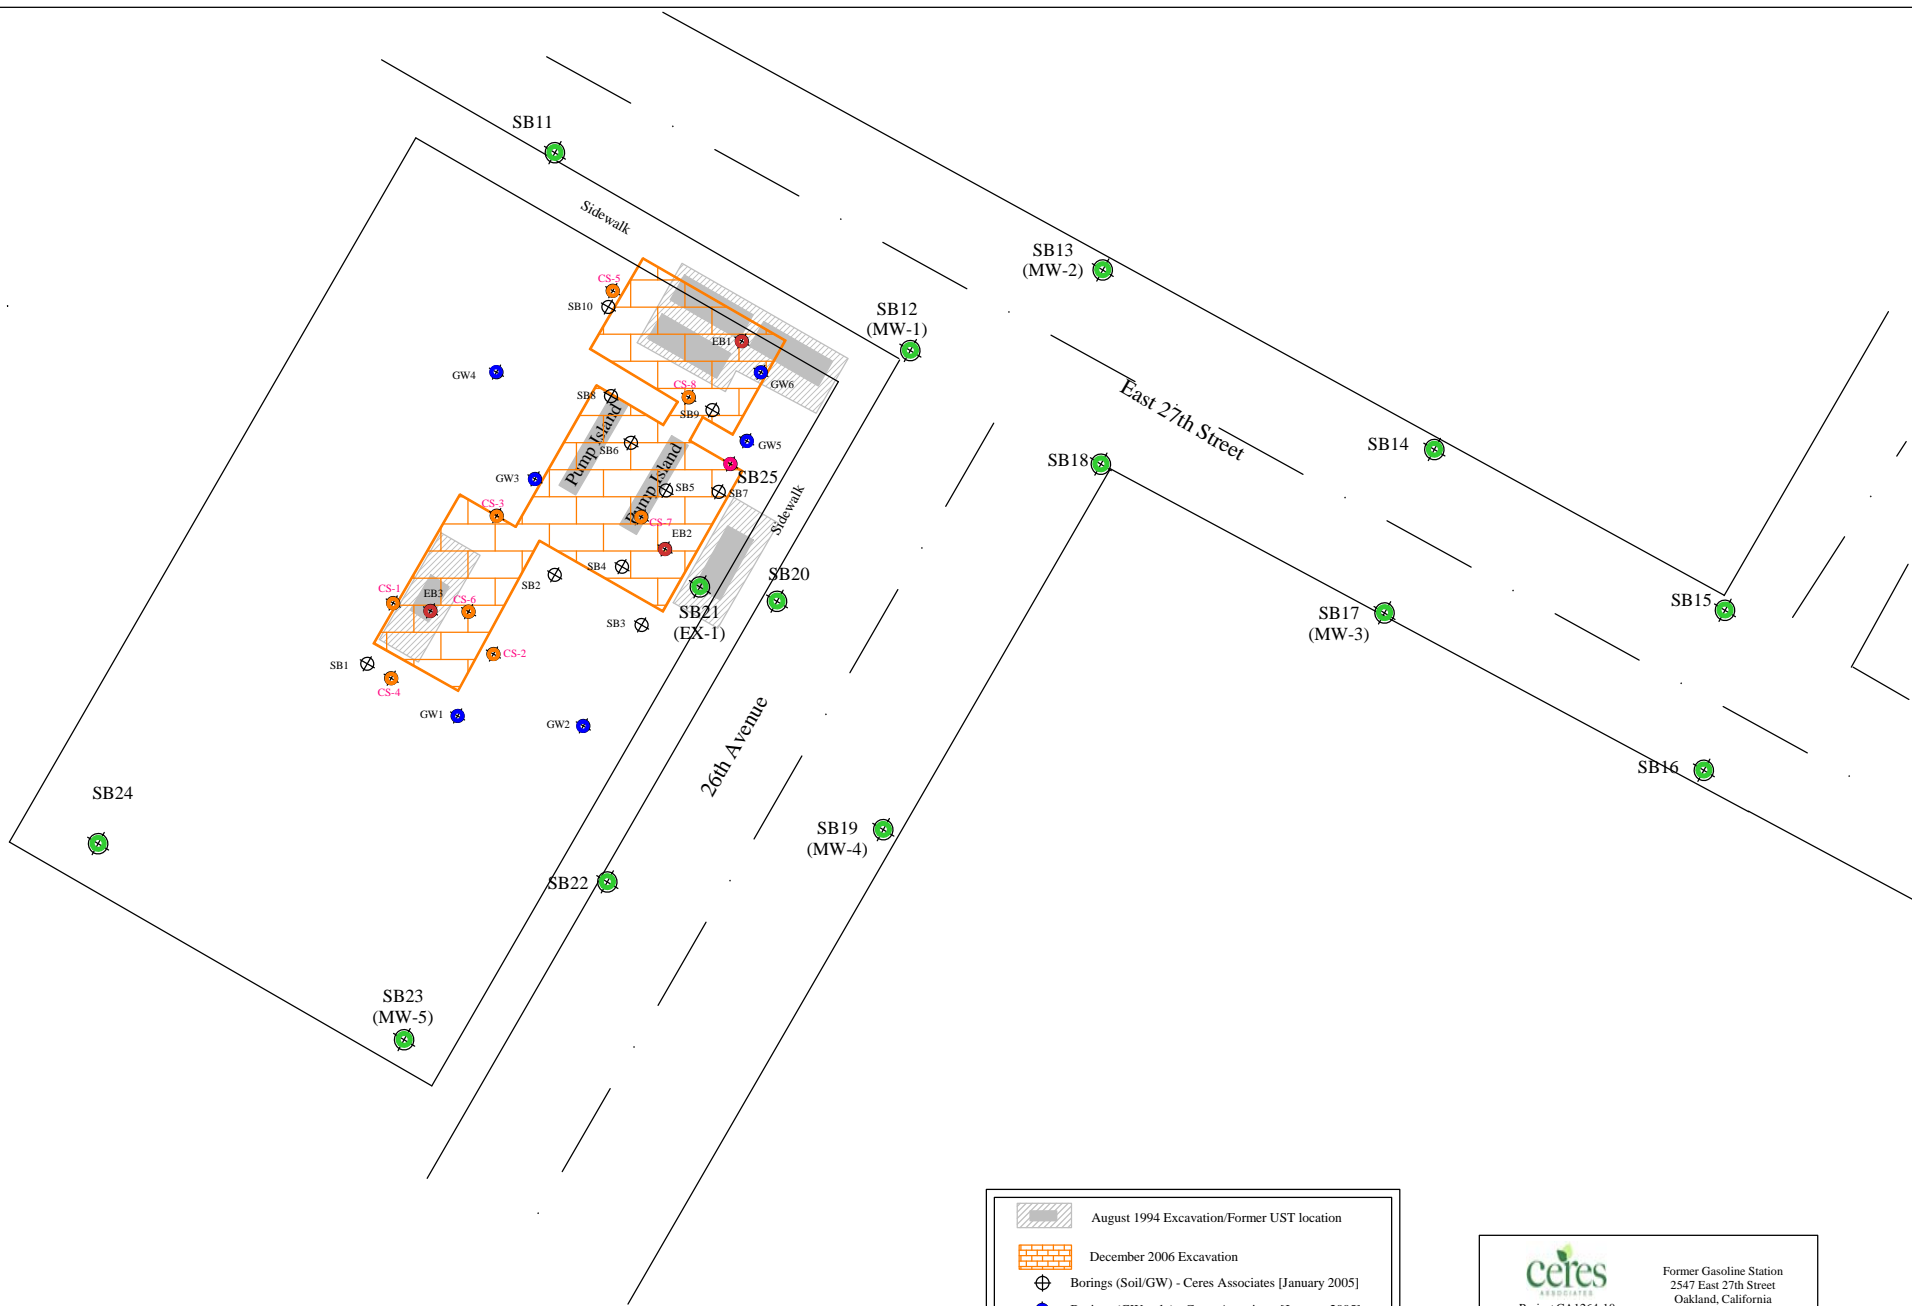 SB11
Sidewalk
SB13
(MW-2)
SB12
(MW-1)
CS-5
SB10
EB1
GW4
GW6
CS-8
SB8
SB9
East 27th Street
Pump Island
SB6
Pump Island
GW5
SB14
SB18
SB25
GW3
SB5
SB7
Sidewalk
CS-3
CS-7
EB2
SB4
SB2
SB20
CS-1
EB3
CS-6
SB21
(EX-1)
SB3
SB17
(MW-3)
SB15
CS-2
SB1
CS-4
GW1
GW2
26th Avenue
SB16
SB24
SB19
(MW-4)
SB22
SB23
(MW-5)
August 1994 Excavation/Former UST location
December 2006 Excavation
Borings (Soil/GW) - Ceres Associates [January 2005]
ceres
ASSOCIATES
Former Gasoline Station
2547 East 27th Street
Oakland, California